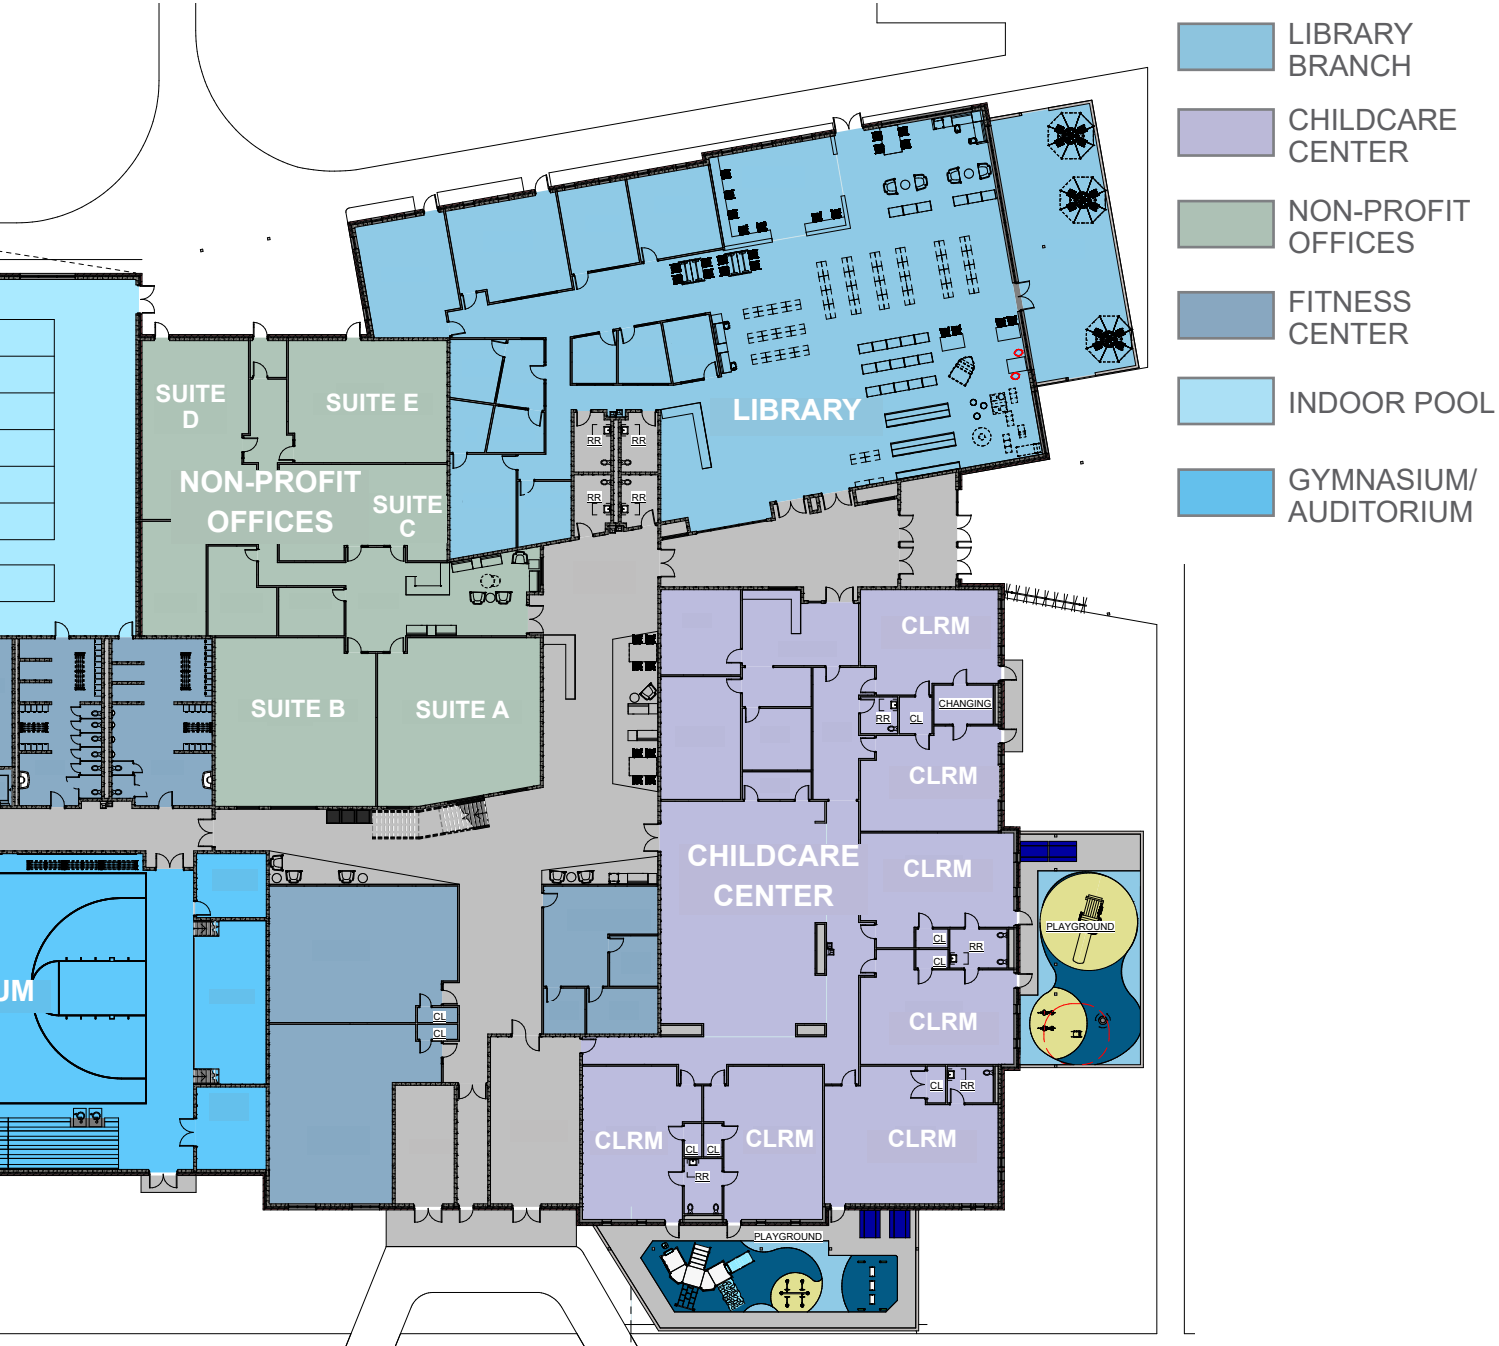 LIBRARY
BRANCH
CHILDCARE
CENTER
NON-PROFIT
OFFICES
FITNESS
CENTER
INDOOR POOL
GYMNASIUM/
AUDITORIUM
SUITE
D
SUITE E
LIBRARY
RR
RR
NON-PROFIT
OFFICES
SUITE
C
RR
RR
CLRM
SUITE B
SUITE A
CHANGING
RR
CL
CLRM
CHILDCARE
CENTER
CLRM
PLAYGROUND
CL
RR
CL
UM
CL
CL
CLRM
CL
RR
CLRM
CLRM
CLRM
CL
CL
RR
PLAYGROUND